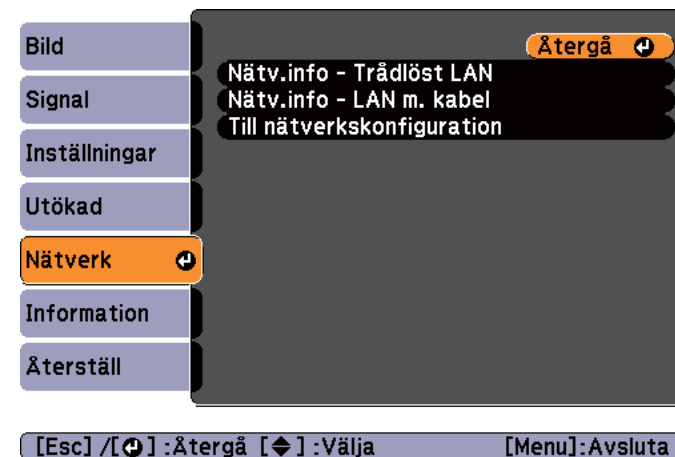 Bild
Signal
Inställningar
Utökad
Nätverk
Information
Återställ
Återgå
Nätv.info - Trådlöst LAN
Nätv.info - LAN m. kabel
Till nätverkskonfiguration
[Esc] /[⏎] :Återgå [◆] :Välja [Menu]:Avsluta